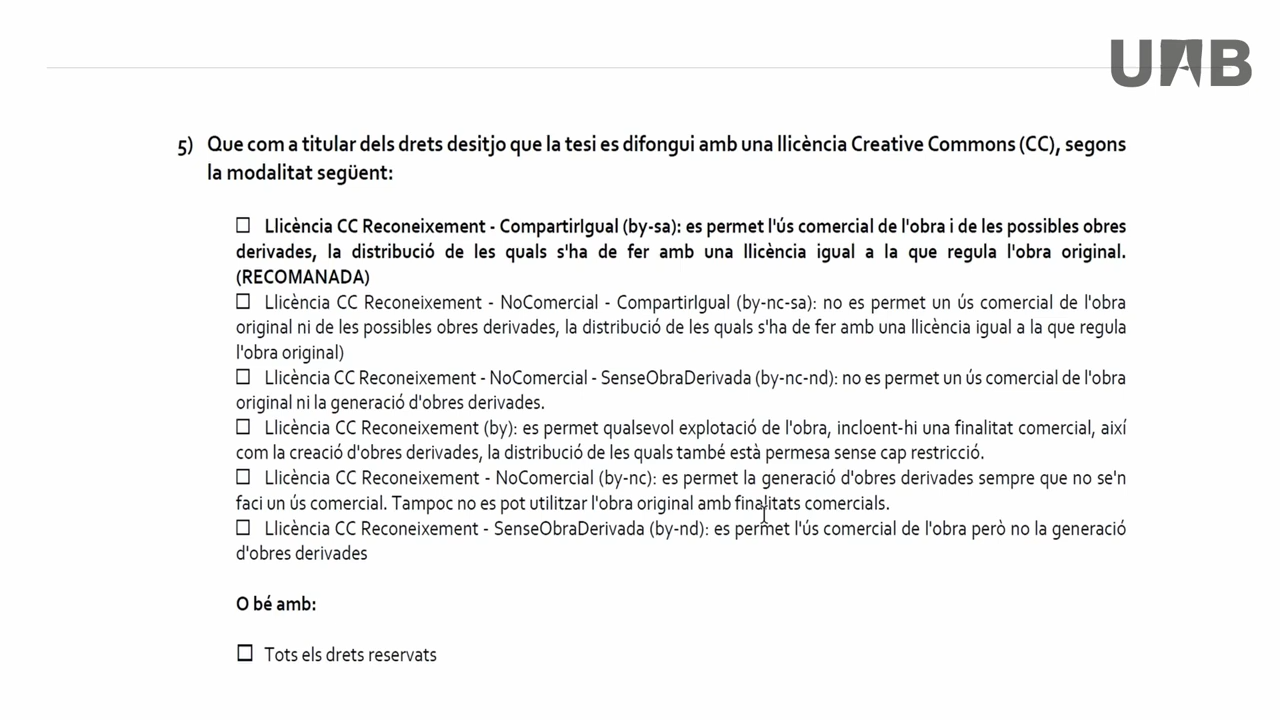 UAB
5) Que com a titular dels drets desitjo que la tesi es difongui amb una llicència Creative Commons (CC), segons
la modalitat següent:
☐ Llicència CC Reconeixement - CompartirIgual (by-sa): es permet l'ús comercial de l'obra i de les possibles obres
derivades, la distribució de les quals s'ha de fer amb una llicència igual a la que regula l'obra original.
(RECOMANADA)
☐ Llicència CC Reconeixement - NoComercial - CompartirIgual (by-nc-sa): no es permet un ús comercial de l'obra
original ni de les possibles obres derivades, la distribució de les quals s'ha de fer amb una llicència igual a la que regula
l'obra original)
☐ Llicència CC Reconeixement - NoComercial - SenseObraDerivada (by-nc-nd): no es permet un ús comercial de l'obra
original ni la generació d'obres derivades.
☐ Llicència CC Reconeixement (by): es permet qualsevol explotació de l'obra, incloent-hi una finalitat comercial, així
com la creació d'obres derivades, la distribució de les quals també està permesa sense cap restricció.
☐ Llicència CC Reconeixement - NoComercial (by-nc): es permet la generació d'obres derivades sempre que no se'n
faci un ús comercial. Tampoc no es pot utilitzar l'obra original amb finalitats comercials.
☐ Llicència CC Reconeixement - SenseObraDerivada (by-nd): es permet l'ús comercial de l'obra però no la generació
d'obres derivades
O bé amb:
☐ Tots els drets reservats